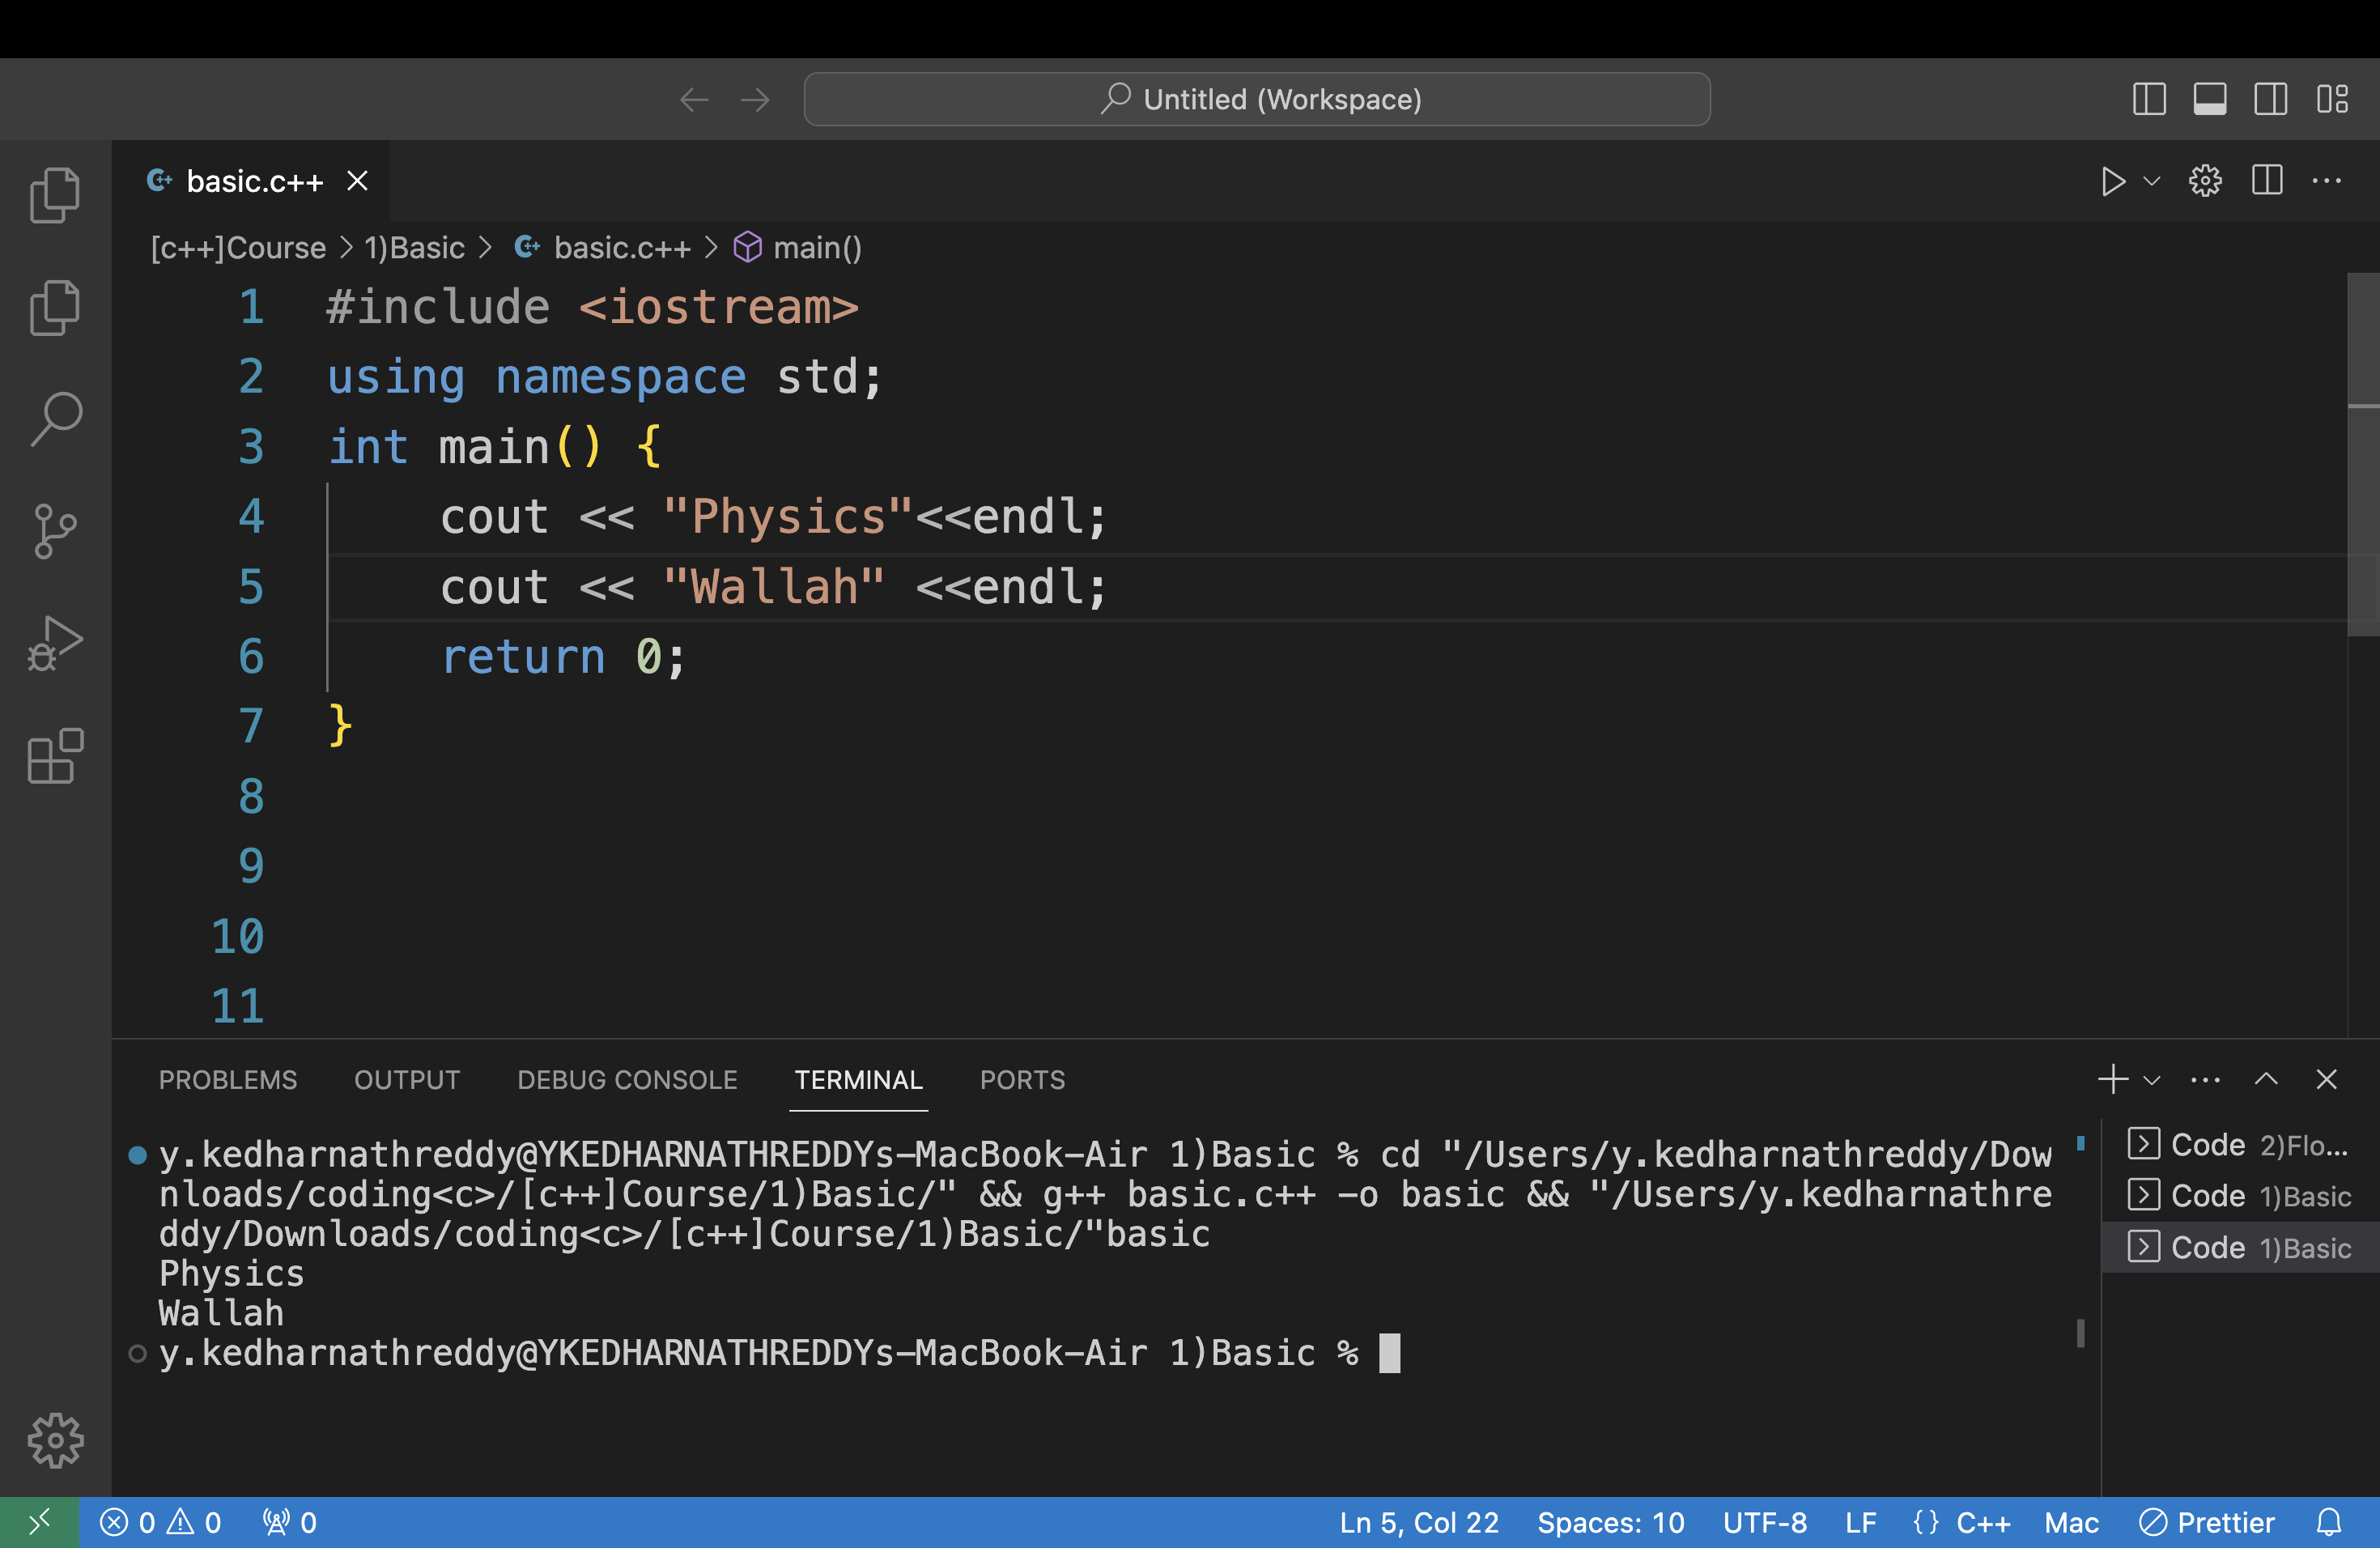 Untitled (Workspace)
basic.c++
[c++]Course > 1)Basic > basic.c++ > main()
1 #include <iostream>
2 using namespace std;
3 int main() {
4     cout << "Physics"<<endl;
5     cout << "Wallah" <<endl;
6     return 0;
7 }
8
9
10
11
PROBLEMS OUTPUT DEBUG CONSOLE TERMINAL PORTS
y.kedharnathreddy@YKEDHARNATHREDDYs-MacBook-Air 1)Basic % cd "/Users/y.kedharnathreddy/Dow
nloads/coding<c>/[c++]Course/1)Basic/" && g++ basic.c++ -o basic && "/Users/y.kedharnathre
ddy/Downloads/coding<c>/[c++]Course/1)Basic/"basic
Physics
Wallah
y.kedharnathreddy@YKEDHARNATHREDDYs-MacBook-Air 1)Basic %
Code 2)Flo...
Code 1)Basic
Code 1)Basic
0 0 0 Ln 5, Col 22 Spaces: 10 UTF-8 LF {} C++ Mac Prettier